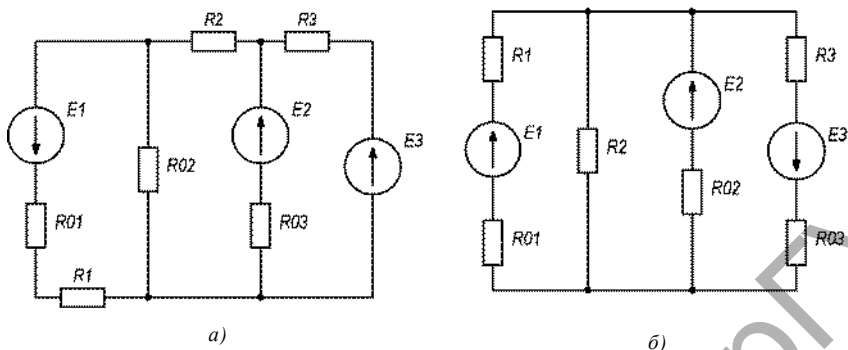 R2 R3
E1 E2 E3
R02
R01 R03
R1
а)
R1 R3
E2
E1 R2 E3
R02
R01 R03
б)